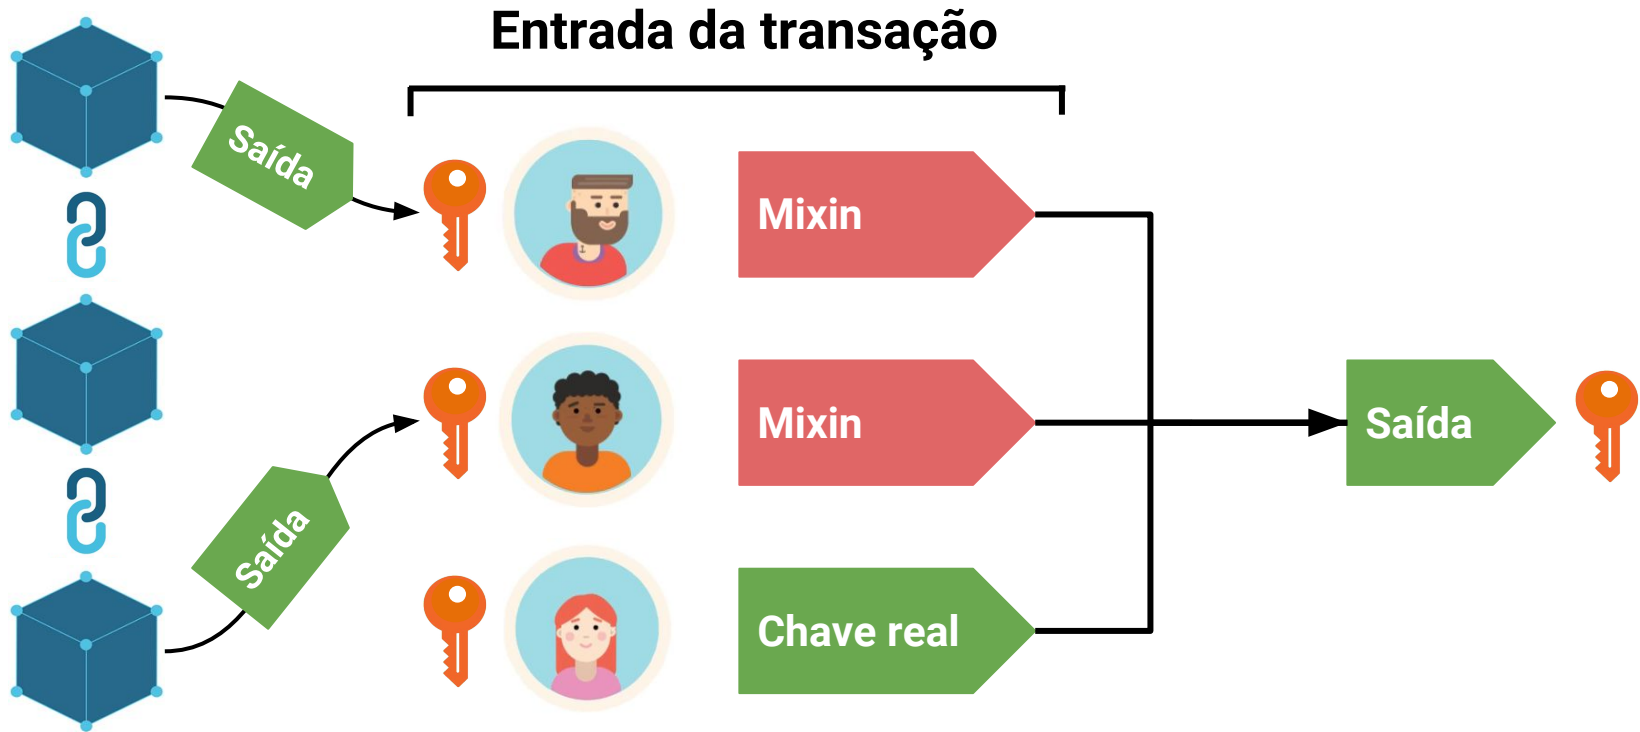 Entrada da transação
Saída
Mixin
Mixin
Saída
Saída
Chave real